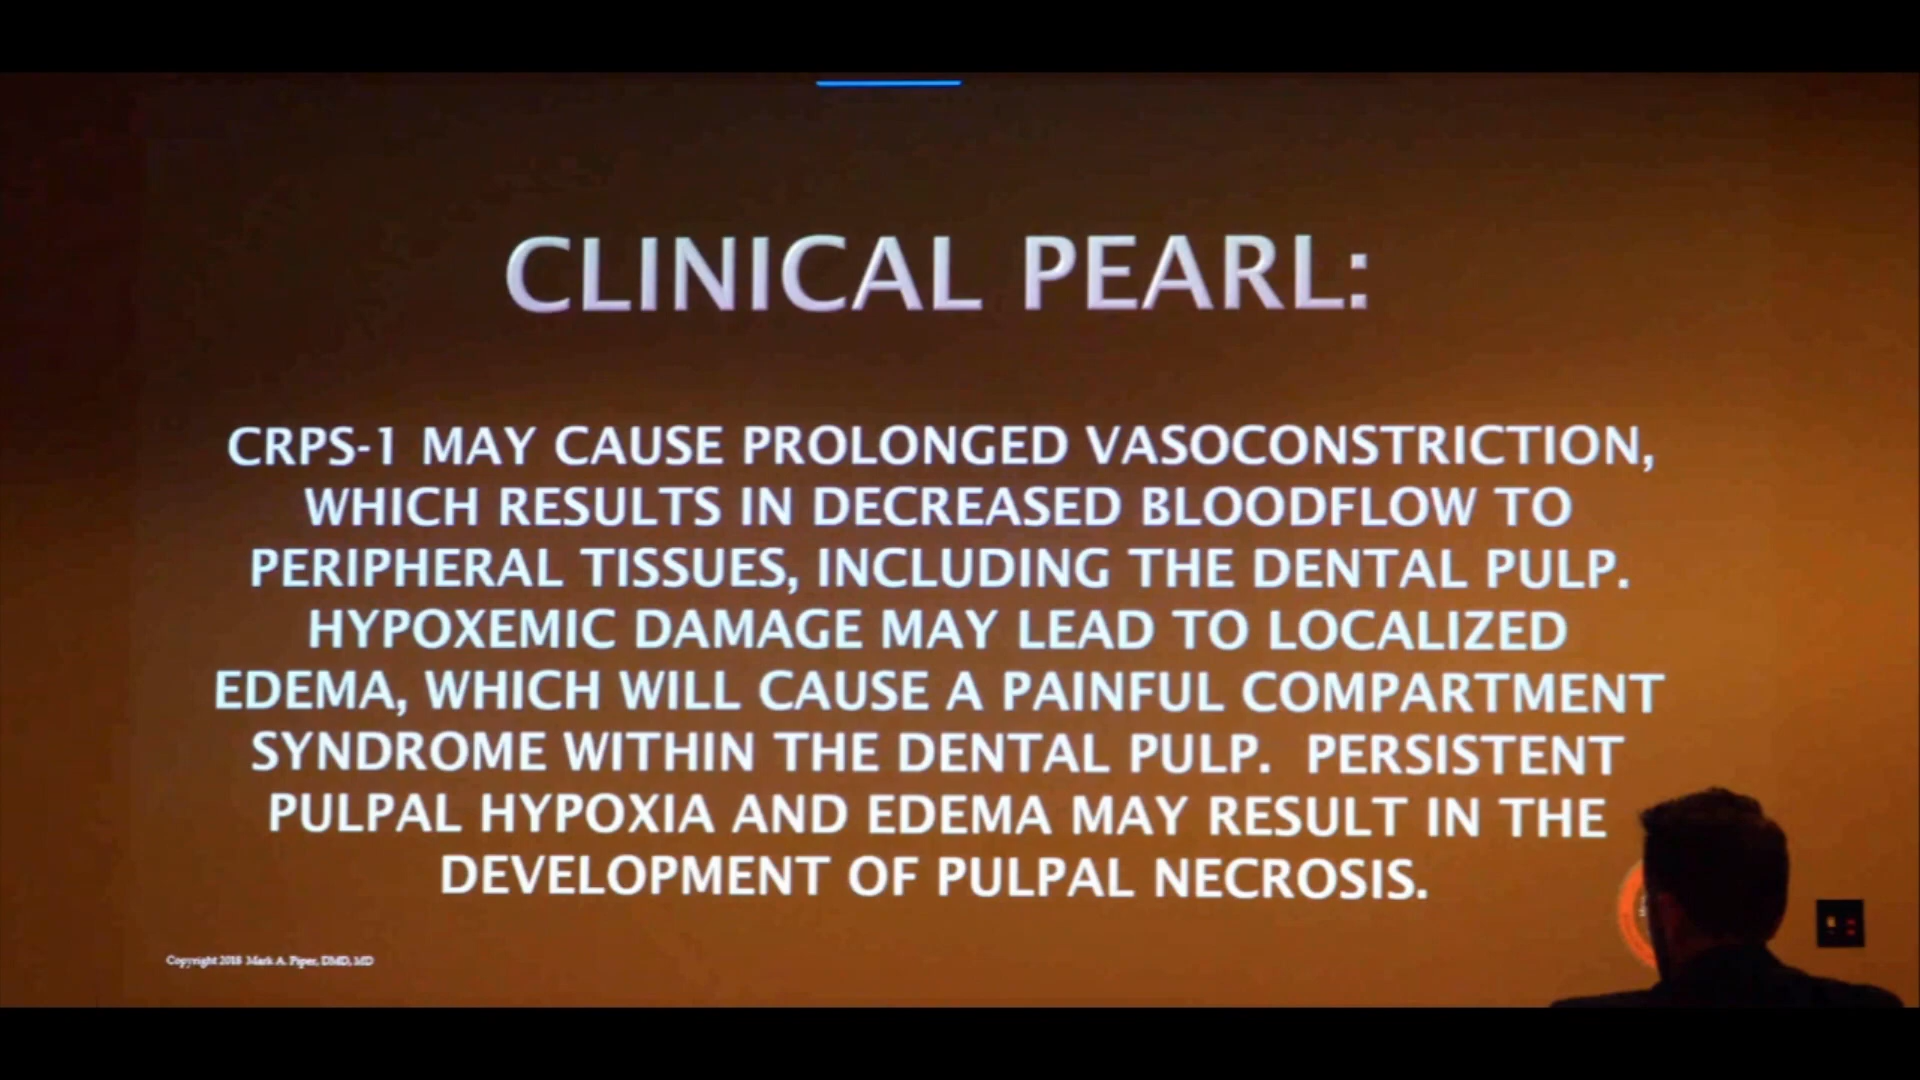 CLINICAL PEARL:
CRPS-1 MAY CAUSE PROLONGED VASOCONSTRICTION,
WHICH RESULTS IN DECREASED BLOODFLOW TO
PERIPHERAL TISSUES, INCLUDING THE DENTAL PULP.
HYPOXEMIC DAMAGE MAY LEAD TO LOCALIZED
EDEMA, WHICH WILL CAUSE A PAINFUL COMPARTMENT
SYNDROME WITHIN THE DENTAL PULP. PERSISTENT
PULPAL HYPOXIA AND EDEMA MAY RESULT IN THE
DEVELOPMENT OF PULPAL NECROSIS.
Copyright 2018 Mark A. Piper, DMD, MD